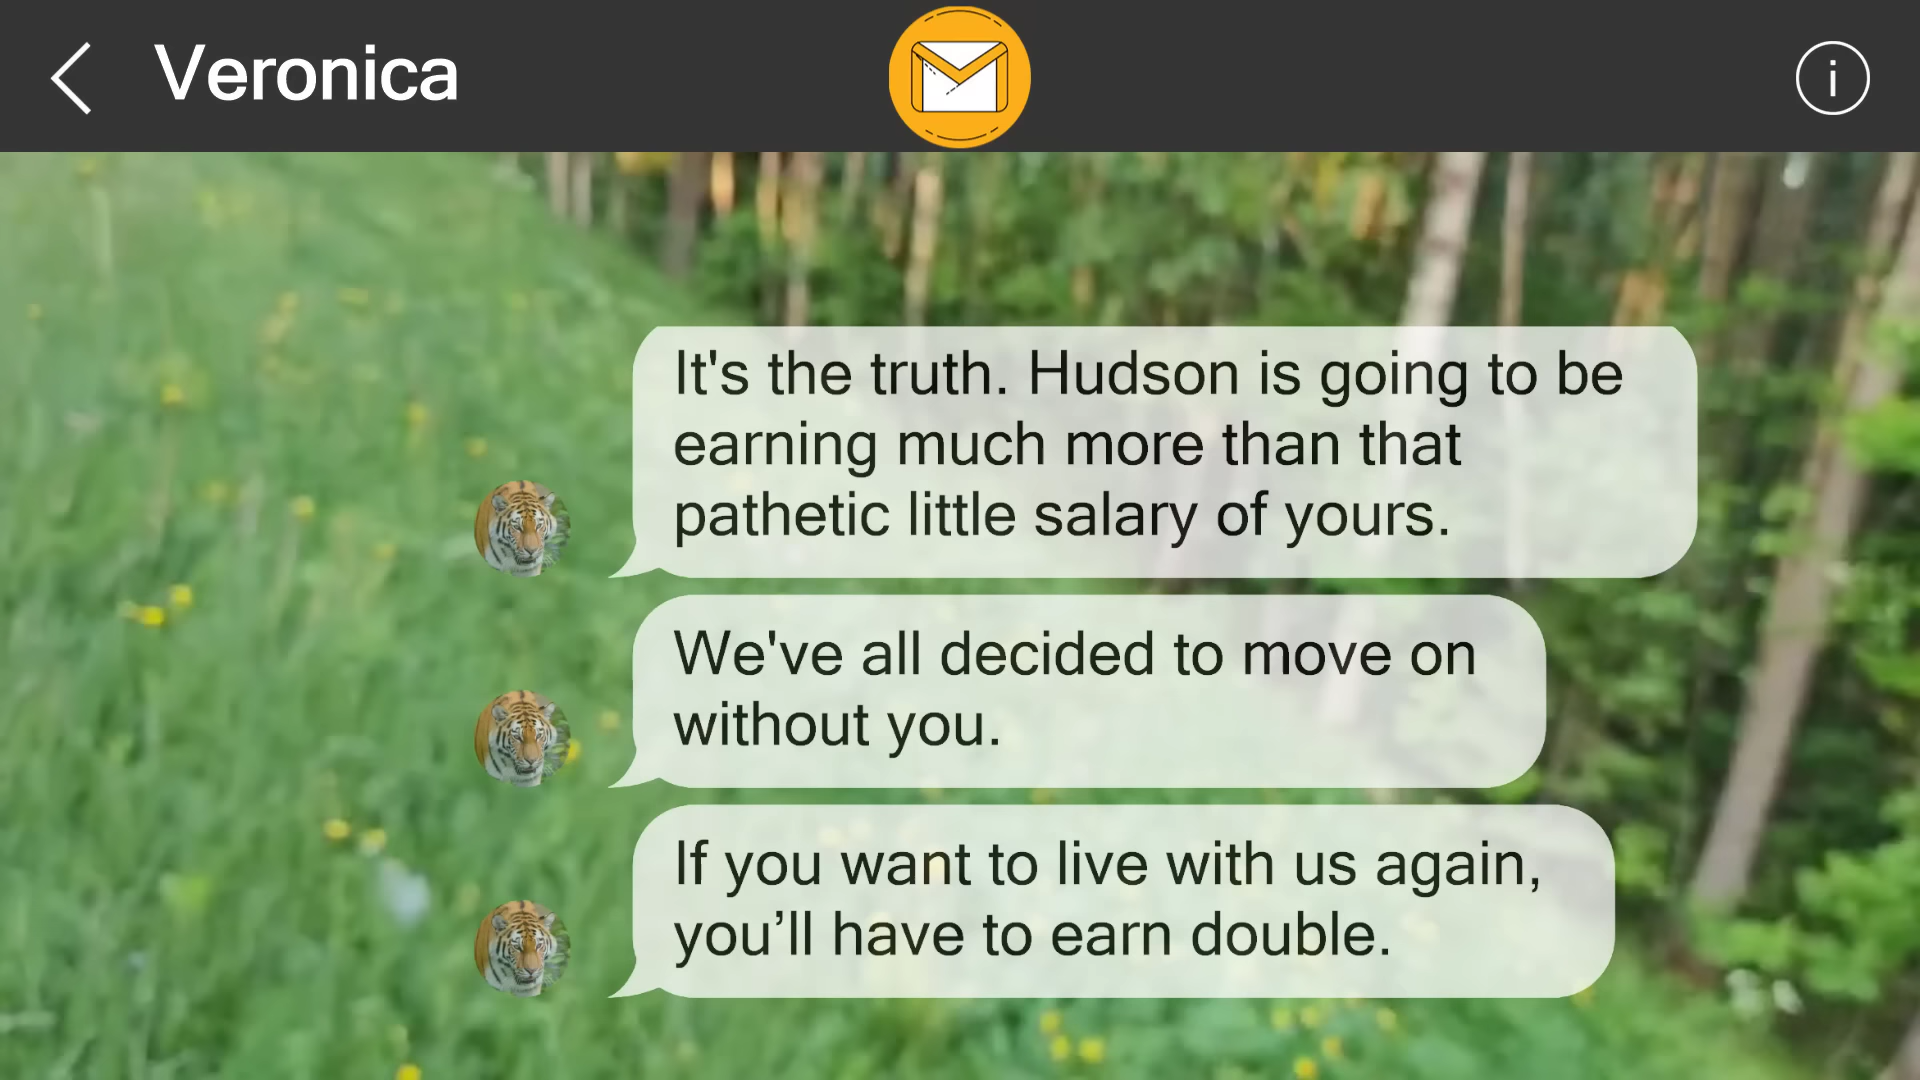 Veronica
i
It's the truth. Hudson is going to be
earning much more than that
pathetic little salary of yours.
We've all decided to move on
without you.
If you want to live with us again,
you’ll have to earn double.